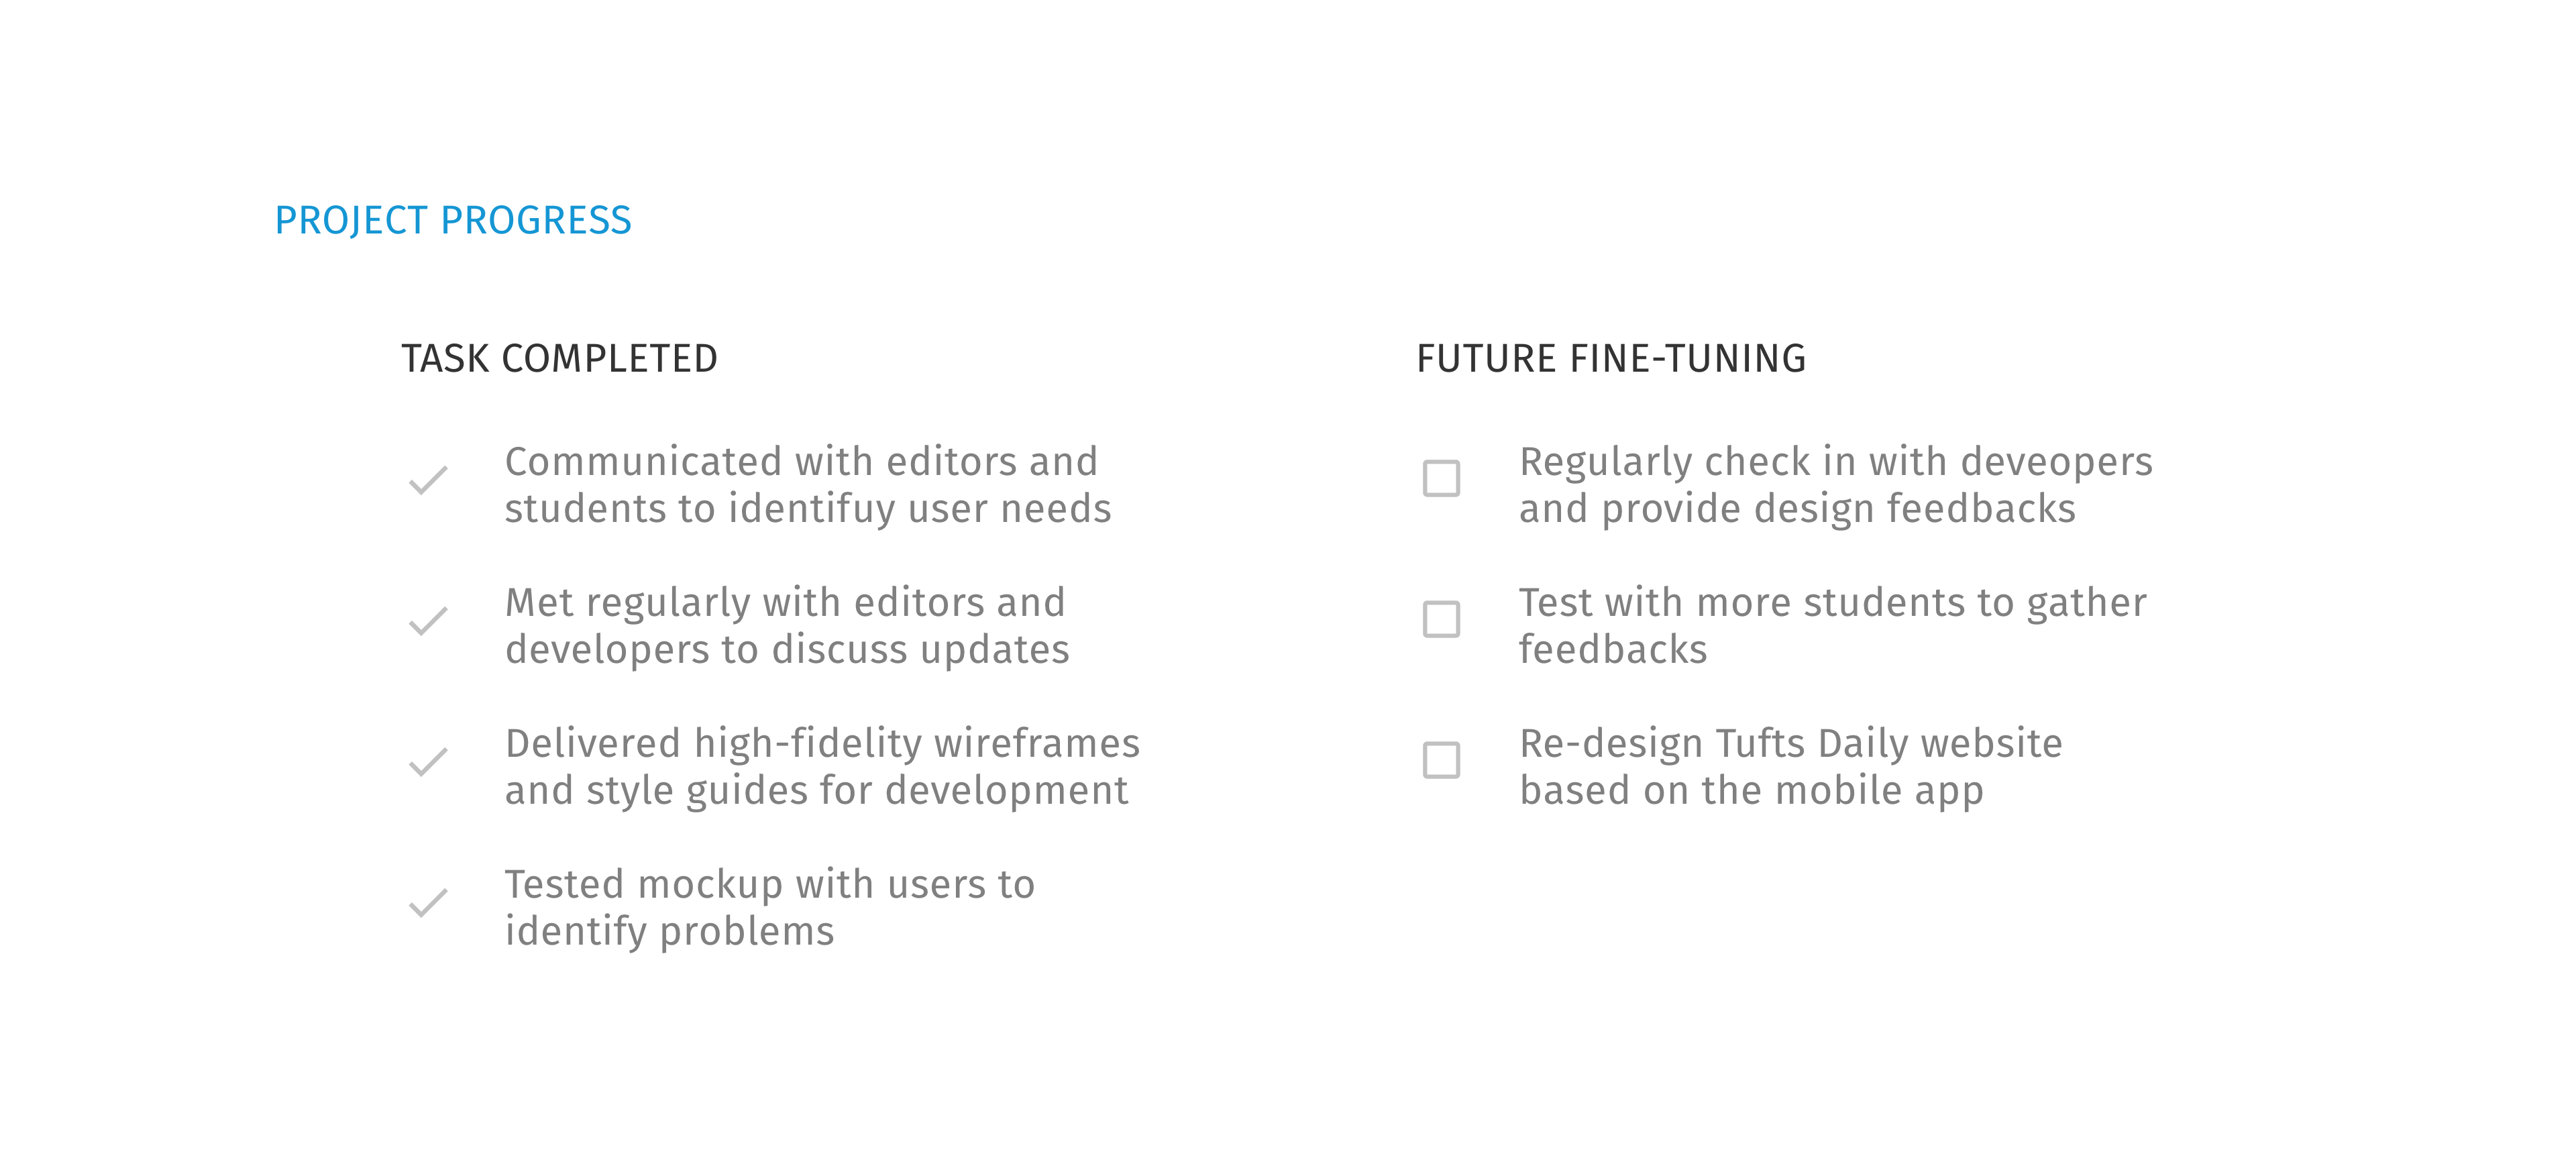 PROJECT PROGRESS
TASK COMPLETED
Communicated with editors and
students to identifuy user needs
Met regularly with editors and
developers to discuss updates
Delivered high-fidelity wireframes
and style guides for development
Tested mockup with users to
identify problems
FUTURE FINE-TUNING
Regularly check in with deveopers
and provide design feedbacks
Test with more students to gather
feedbacks
Re-design Tufts Daily website
based on the mobile app